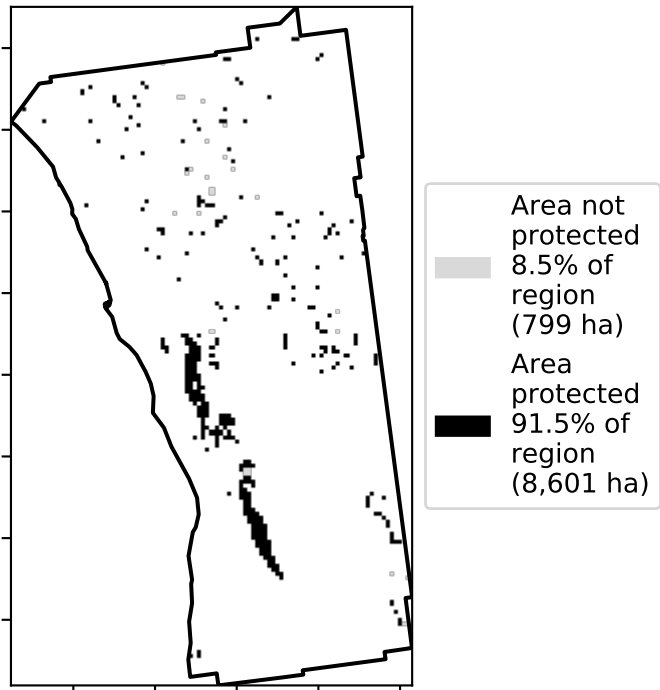 Area not
protected
8.5% of
region
(799 ha)
Area
protected
91.5% of
region
(8,601 ha)